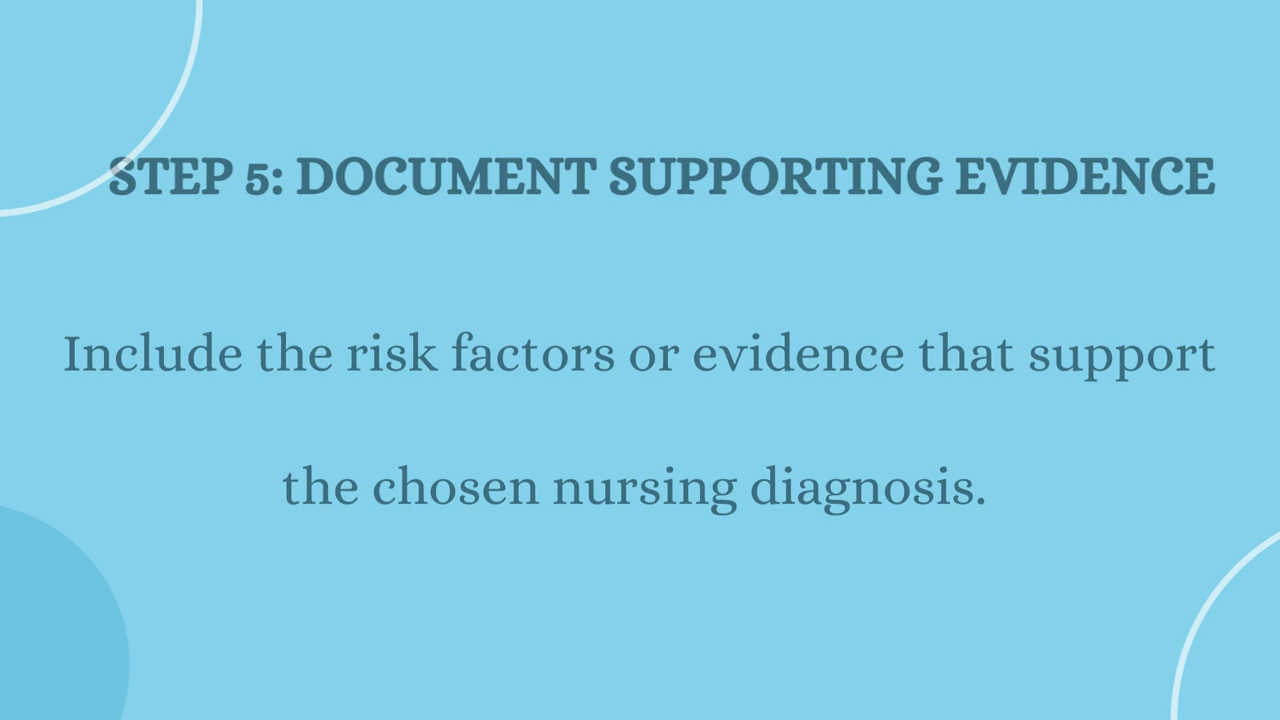 STEP 5: DOCUMENT SUPPORTING EVIDENCE
Include the risk factors or evidence that support
the chosen nursing diagnosis.